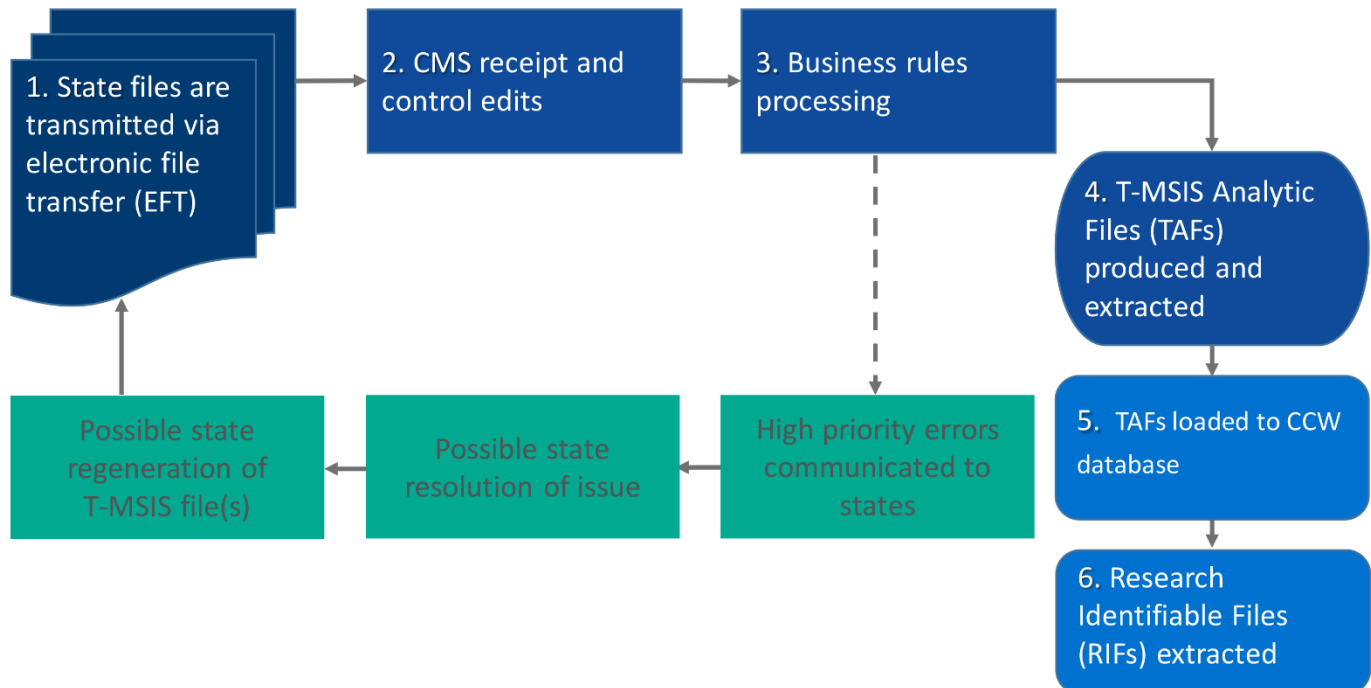 1. State files are
transmitted via
electronic file
transfer (EFT)
2. CMS receipt and
control edits
3. Business rules
processing
4. T-MSIS Analytic
Files (TAFs)
produced and
extracted
Possible state
regeneration of
T-MSIS file(s)
Possible state
resolution of issue
High priority errors
communicated to
states
5. TAFs loaded to CCW
database
6. Research
Identifiable Files
(RIFs) extracted